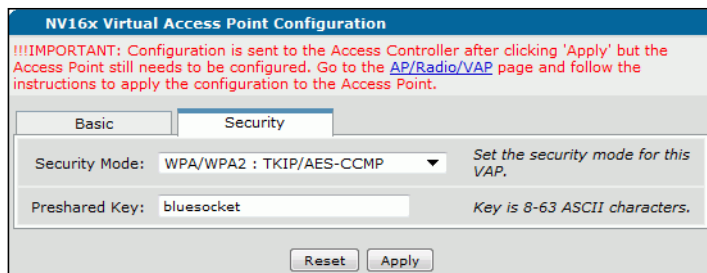 NV16x Virtual Access Point Configuration
!!!IMPORTANT: Configuration is sent to the Access Controller after clicking 'Apply' but the
Access Point still needs to be configured. Go to the AP/Radio/VAP page and follow the
instructions to apply the configuration to the Access Point.
Basic Security
Security Mode: WPA/WPA2 : TKIP/AES-CCMP Set the security mode for this
VAP.
Preshared Key: bluesocket Key is 8-63 ASCII characters.
Reset Apply